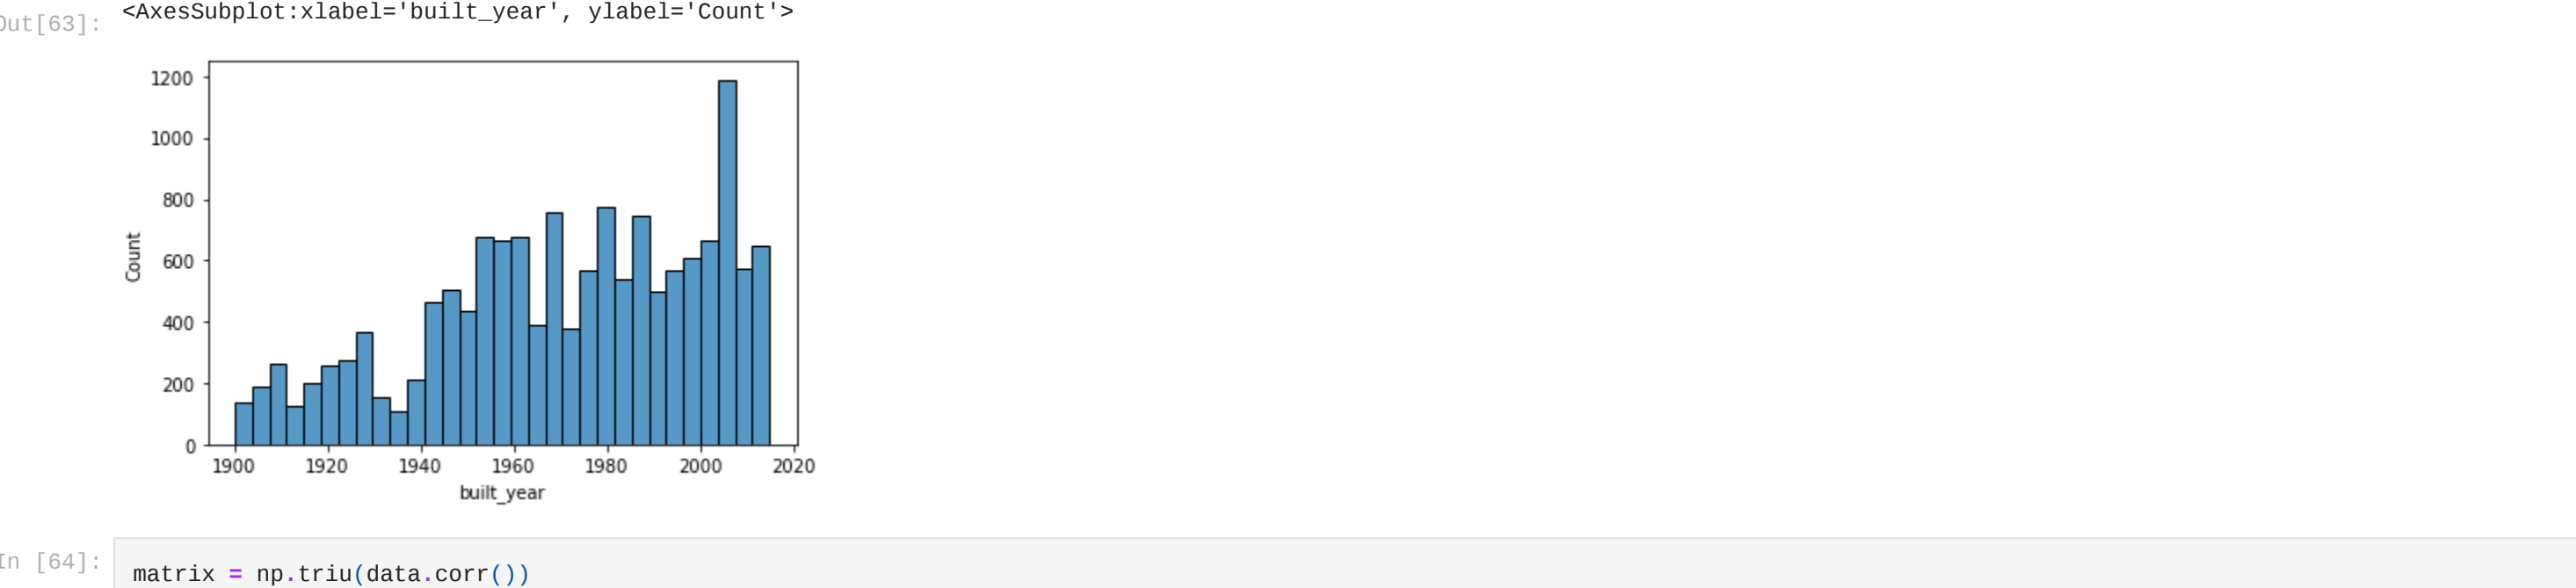 <AxesSubplot:xlabel='built_year', ylabel='Count'>
Out[63]:
1200
1000
800
600
400
200
0
Count
1900 1920 1940 1960 1980 2000 2020
built_year
In [64]:
matrix = np.triu(data.corr())